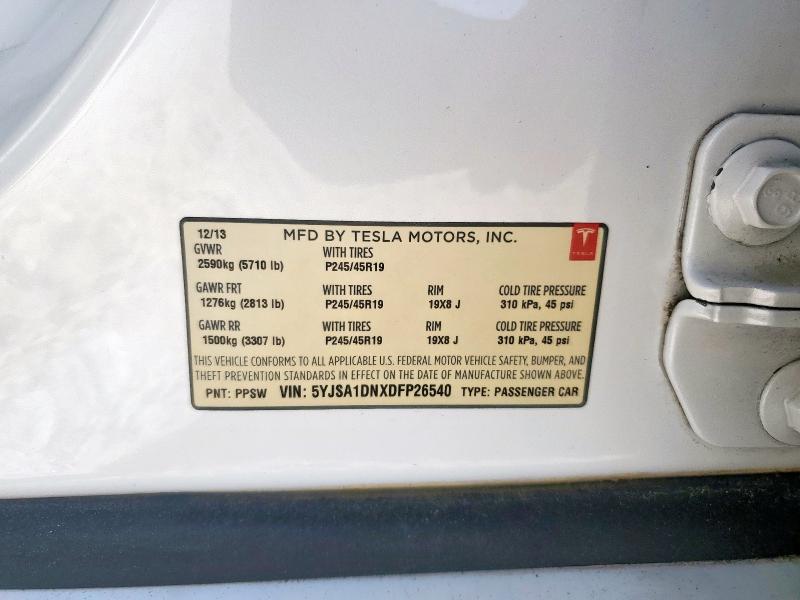 12/13 MFD BY TESLA MOTORS, INC.
GVWR WITH TIRES
2590kg (5710 lb) P245/45R19
TESLA
GAWR FRT WITH TIRES RIM COLD TIRE PRESSURE
1276kg (2813 lb) P245/45R19 19X8 J 310 kPa, 45 psi
GAWR RR WITH TIRES RIM COLD TIRE PRESSURE
1500kg (3307 lb) P245/45R19 19X8 J 310 kPa, 45 psi
THIS VEHICLE CONFORMS TO ALL APPLICABLE U.S. FEDERAL MOTOR VEHICLE SAFETY, BUMPER, AND
THEFT PREVENTION STANDARDS IN EFFECT ON THE DATE OF MANUFACTURE SHOWN ABOVE.
PNT: PPSW VIN: 5YJSA1DNXDFP26540 TYPE: PASSENGER CAR